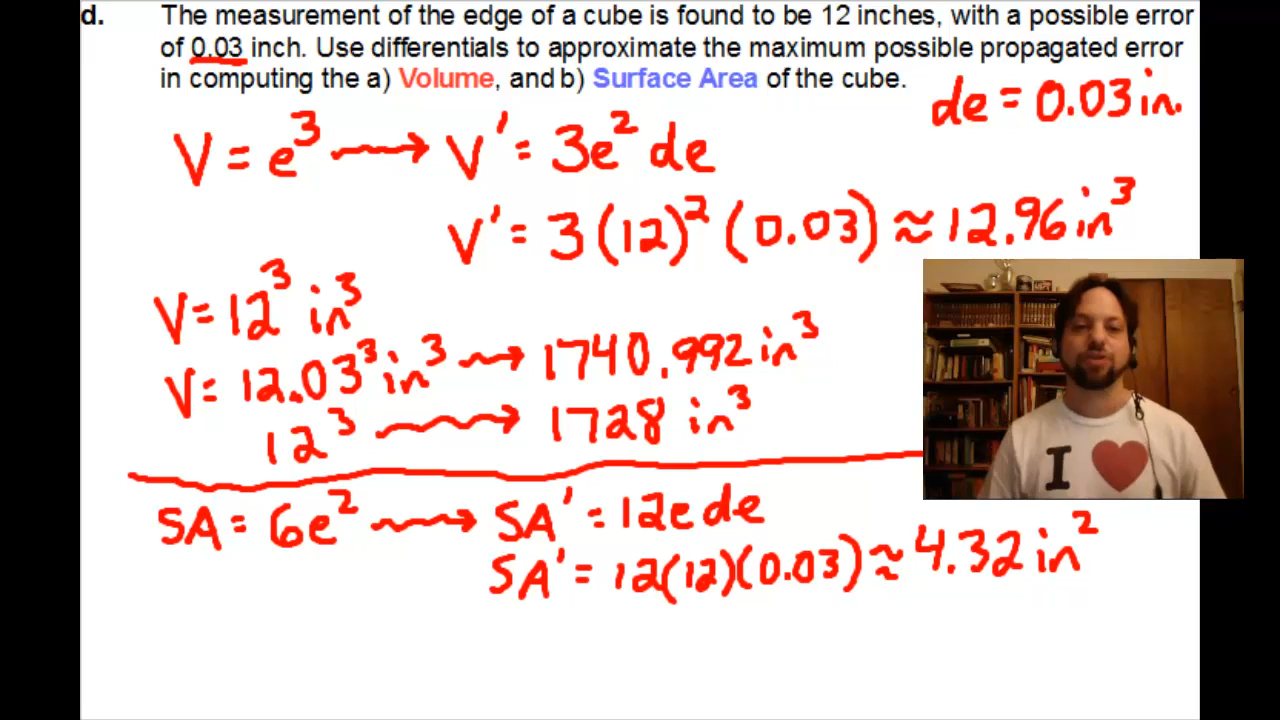 d. The measurement of the edge of a cube is found to be 12 inches, with a possible error
of 0.03 inch. Use differentials to approximate the maximum possible propagated error
in computing the a) Volume, and b) Surface Area of the cube.
de = 0.03 in.
V = e³ → V' = 3e² de
V' = 3(12)² (0.03) ≈ 12.96 in³
V = 12³ in³
V = 12.03³ in³ → 1740.992 in³
12³ → 1728 in³
SA = 6e² → SA' = 12e de
SA' = 12(12)(0.03) ≈ 4.32 in²
I ♥